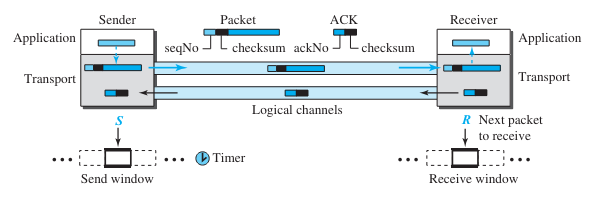 Sender
Packet
ACK
Receiver
Application
seqNo
checksum
ackNo
checksum
Application
Transport
Transport
Logical channels
S
R
Next packet
to receive
Timer
Send window
Receive window